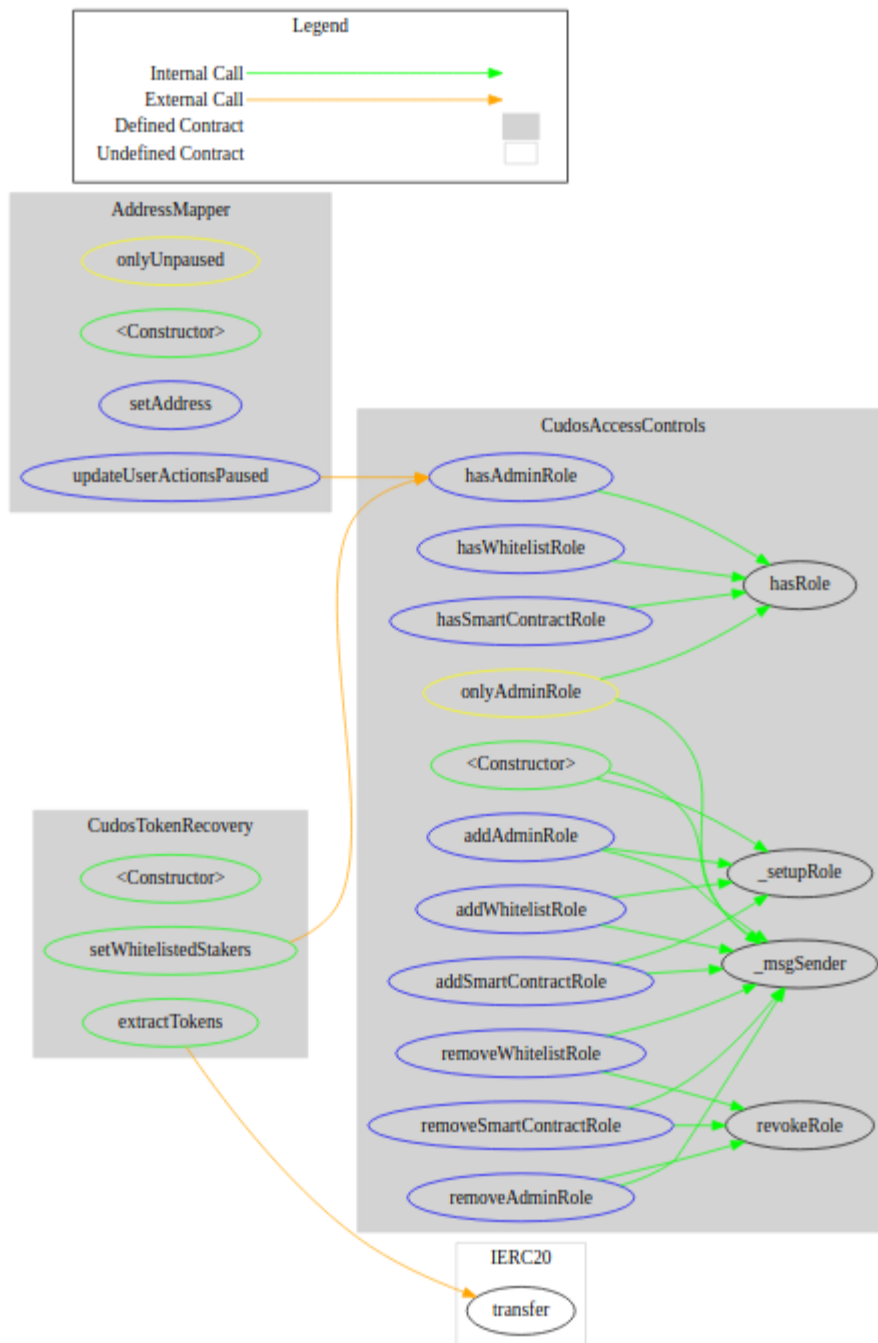 Legend
Internal Call
External Call
Defined Contract
Undefined Contract
AddressMapper
onlyUnpaused
<Constructor>
setAddress
updateUserActionsPaused
CudosAccessControls
hasAdminRole
hasWhitelistRole
hasSmartContractRole
onlyAdminRole
<Constructor>
addAdminRole
addWhitelistRole
addSmartContractRole
removeWhitelistRole
removeSmartContractRole
removeAdminRole
hasRole
_setupRole
_msgSender
revokeRole
CudosTokenRecovery
<Constructor>
setWhitelistedStakers
extractTokens
IERC20
transfer